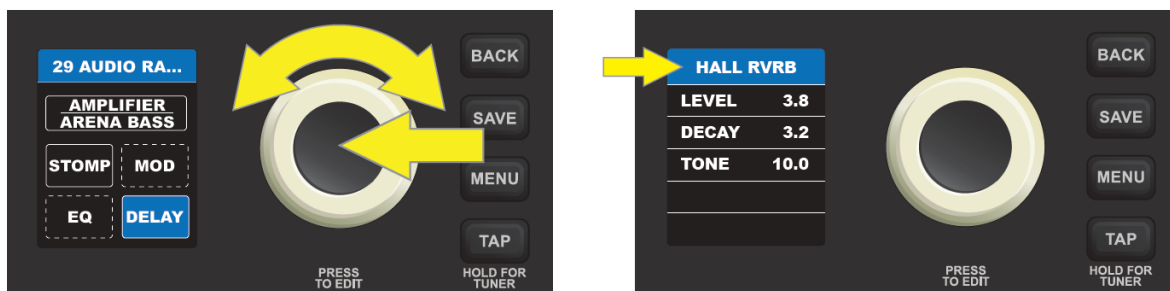 29 AUDIO RA...
AMPLIFIER
ARENA BASS
STOMP
MOD
EQ
DELAY
BACK
SAVE
MENU
TAP
PRESS
TO EDIT
HOLD FOR
TUNER
HALL RVRB
LEVEL 3.8
DECAY 3.2
TONE 10.0
BACK
SAVE
MENU
TAP
PRESS
TO EDIT
HOLD FOR
TUNER